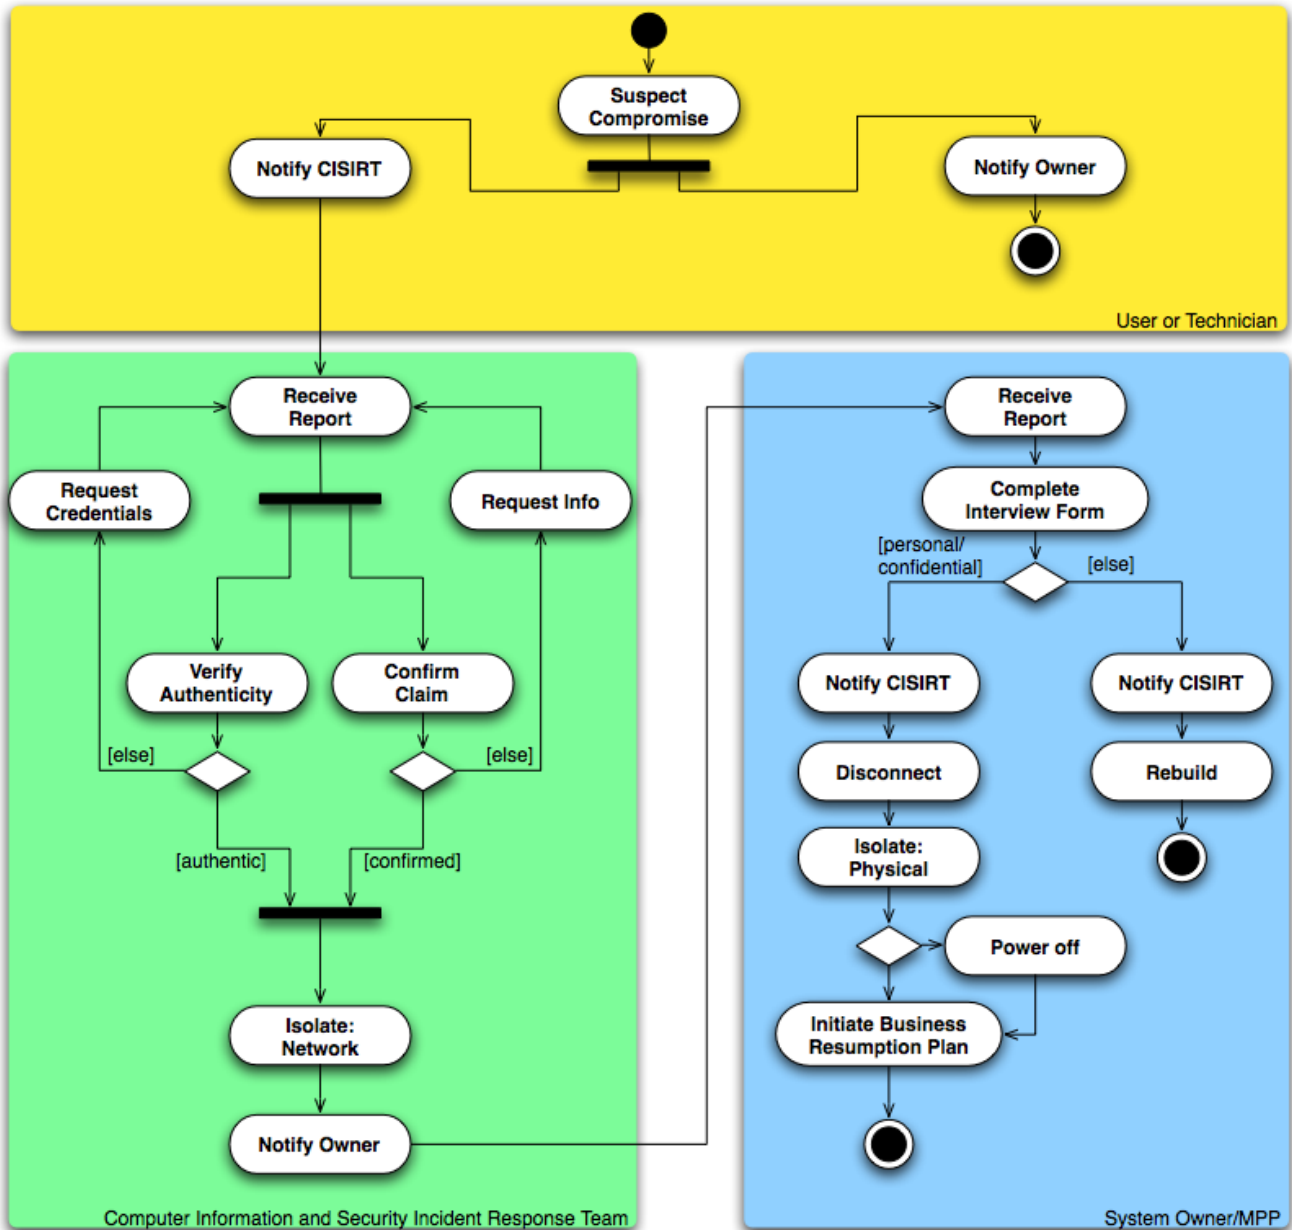 Suspect
Compromise
Notify CISIRT
Notify Owner
User or Technician
Receive
Report
Request
Credentials
Request Info
Verify
Authenticity
Confirm
Claim
[else]
[else]
[authentic]
[confirmed]
Isolate:
Network
Notify Owner
Computer Information and Security Incident Response Team
Receive
Report
Complete
Interview Form
[personal/
confidential]
[else]
Notify CISIRT
Notify CISIRT
Disconnect
Rebuild
Isolate:
Physical
Power off
Initiate Business
Resumption Plan
System Owner/MPP